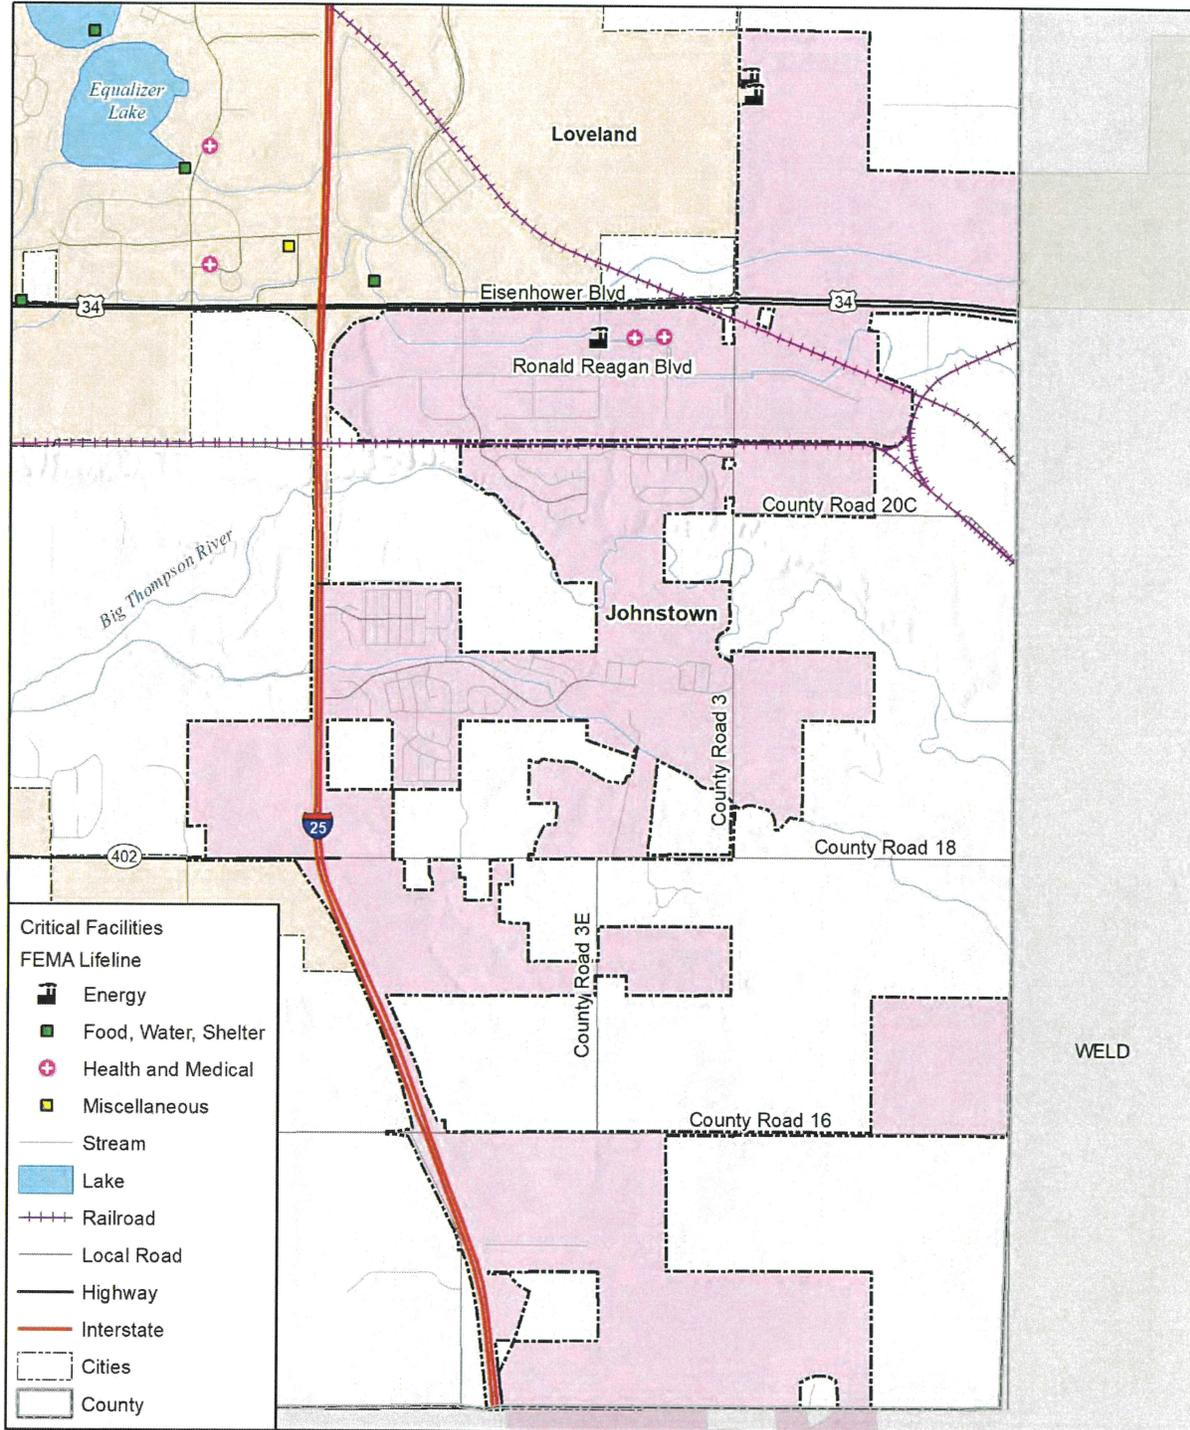 Equalizer
Lake
Loveland
Eisenhower Blvd
34
34
Ronald Reagan Blvd
County Road 20C
Big Thompson River
Johnstown
County Road 3
25
402
County Road 18
County Road 3E
WELD
County Road 16
Critical Facilities
FEMA Lifeline
Energy
Food, Water, Shelter
Health and Medical
Miscellaneous
Stream
Lake
Railroad
Local Road
Highway
Interstate
Cities
County